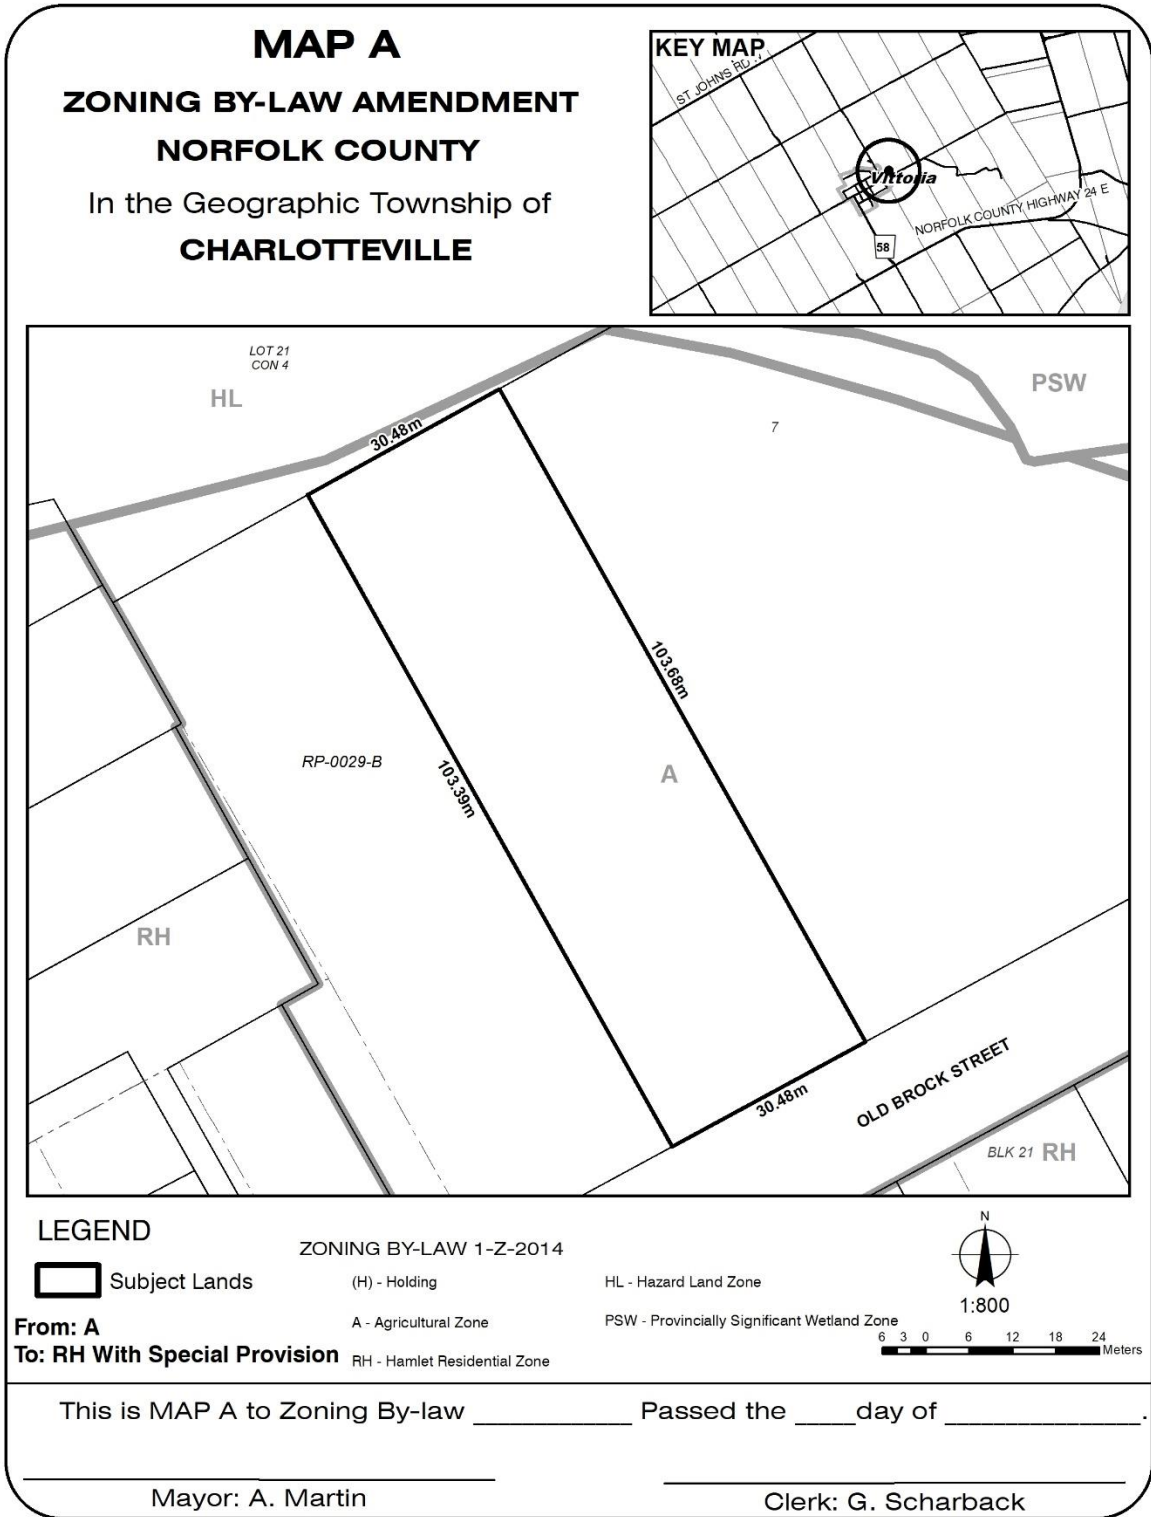 MAP A
ZONING BY-LAW AMENDMENT
NORFOLK COUNTY
In the Geographic Township of
CHARLOTTEVILLE
KEY MAP
ST JOHNS RD
Vittoria
NORFOLK COUNTY HIGHWAY 24 E
58
LOT 21
CON 4
HL
PSW
30.48m
7
103.68m
RP-0029-B
103.39m
A
RH
30.48m
OLD BROCK STREET
BLK 21
RH
LEGEND
Subject Lands
From: A
To: RH With Special Provision
ZONING BY-LAW 1-Z-2014
(H) - Holding
A - Agricultural Zone
RH - Hamlet Residential Zone
HL - Hazard Land Zone
PSW - Provincially Significant Wetland Zone
N
1:800
6 3 0 6 12 18 24
Meters
This is MAP A to Zoning By-law ____________ Passed the _____day of _______________.
Mayor: A. Martin
Clerk: G. Scharback